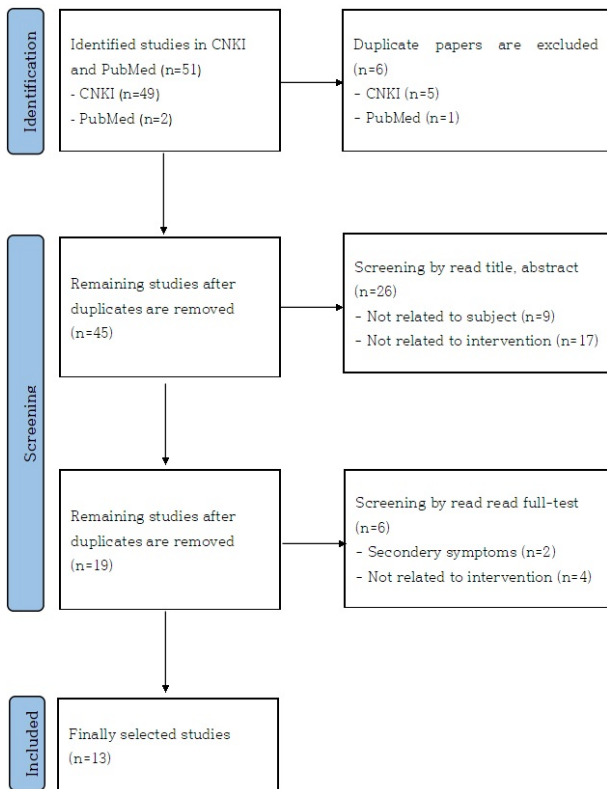 Identification
Identified studies in CNKI
and PubMed (n=51)
- CNKI (n=49)
- PubMed (n=2)
Duplicate papers are excluded
(n=6)
- CNKI (n=5)
- PubMed (n=1)
Screening
Remaining studies after
duplicates are removed
(n=45)
Screening by read title, abstract
(n=26)
- Not related to subject (n=9)
- Not related to intervention (n=17)
Remaining studies after
duplicates are removed
(n=19)
Screening by read read full-test
(n=6)
- Secondery symptoms (n=2)
- Not related to intervention (n=4)
Included
Finally selected studies
(n=13)